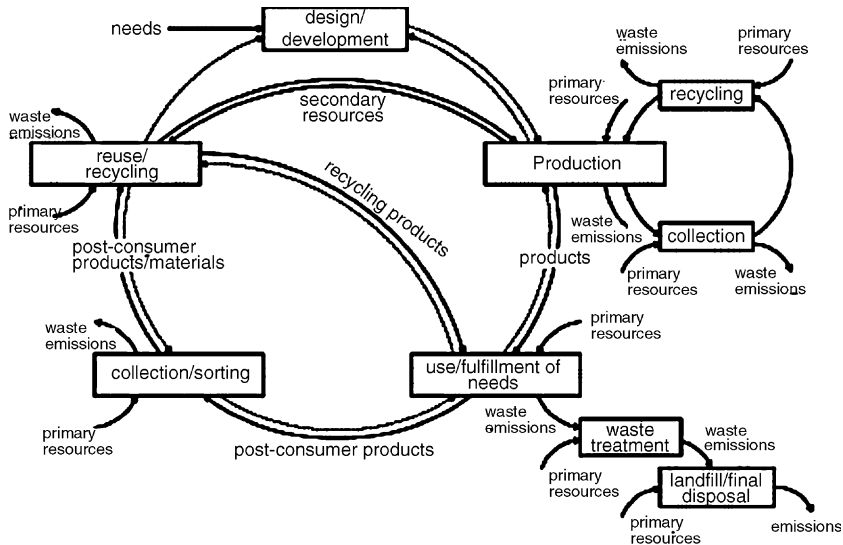 needs
design/
development
waste
emissions
primary
resources
primary
resources
recycling
secondary
resources
waste
emissions
reuse/
recycling
Production
primary
resources
recycling products
waste
emissions
collection
post-consumer
products/materials
products
primary
resources
waste
emissions
waste
emissions
primary
resources
collection/sorting
use/fulfillment of
needs
primary
resources
waste
emissions
post-consumer products
waste
treatment
waste
emissions
primary
resources
landfill/final
disposal
primary
resources
emissions